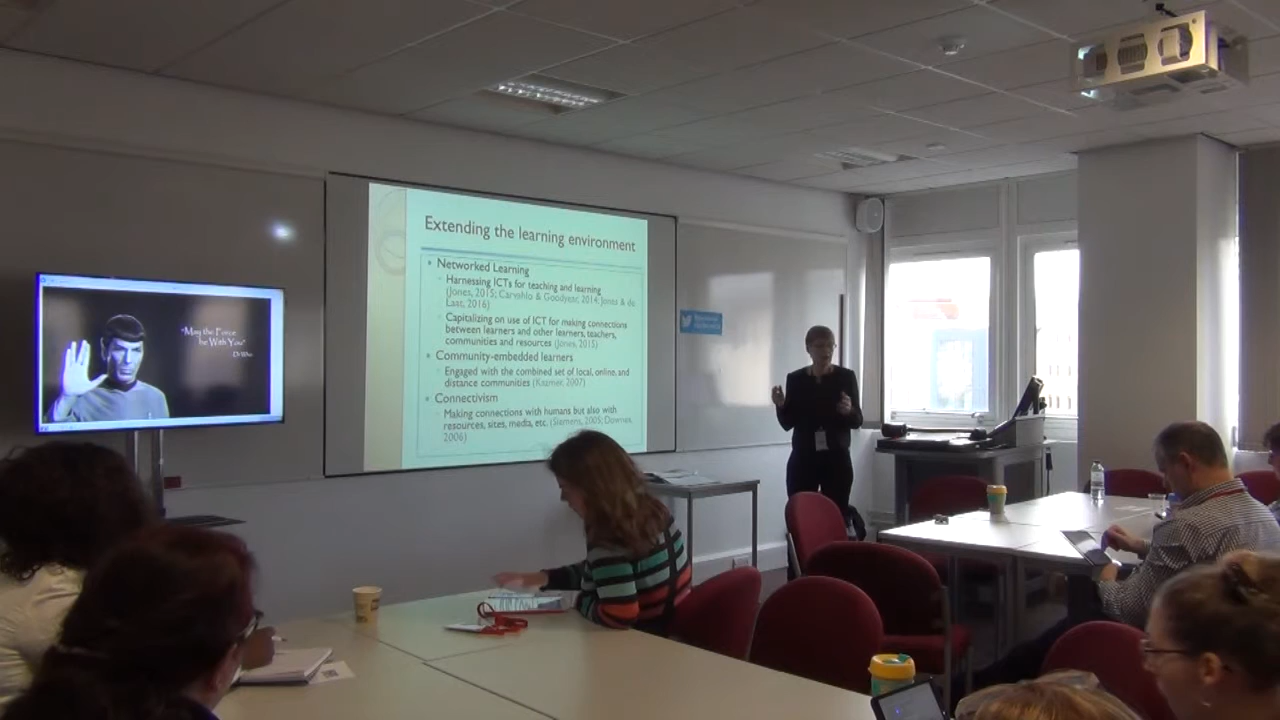 Extending the learning environment
Networked Learning
Harnessing ICTs for teaching and learning
(Jones, 2015; Carvahlo & Goodyear, 2014; Jones & de
Laat, 2016)
Capitalizing on use of ICT for making connections
between learners and other learners, teachers,
communities and resources (Jones, 2015)
Community-embedded learners
Engaged with the combined set of local, online, and
distance communities (Kazmer, 2007)
Connectivism
Making connections with humans but also with
resources, sites, media, etc. (Siemens, 2005; Downes,
2006)
"May the Force
be With You"
Dr Who